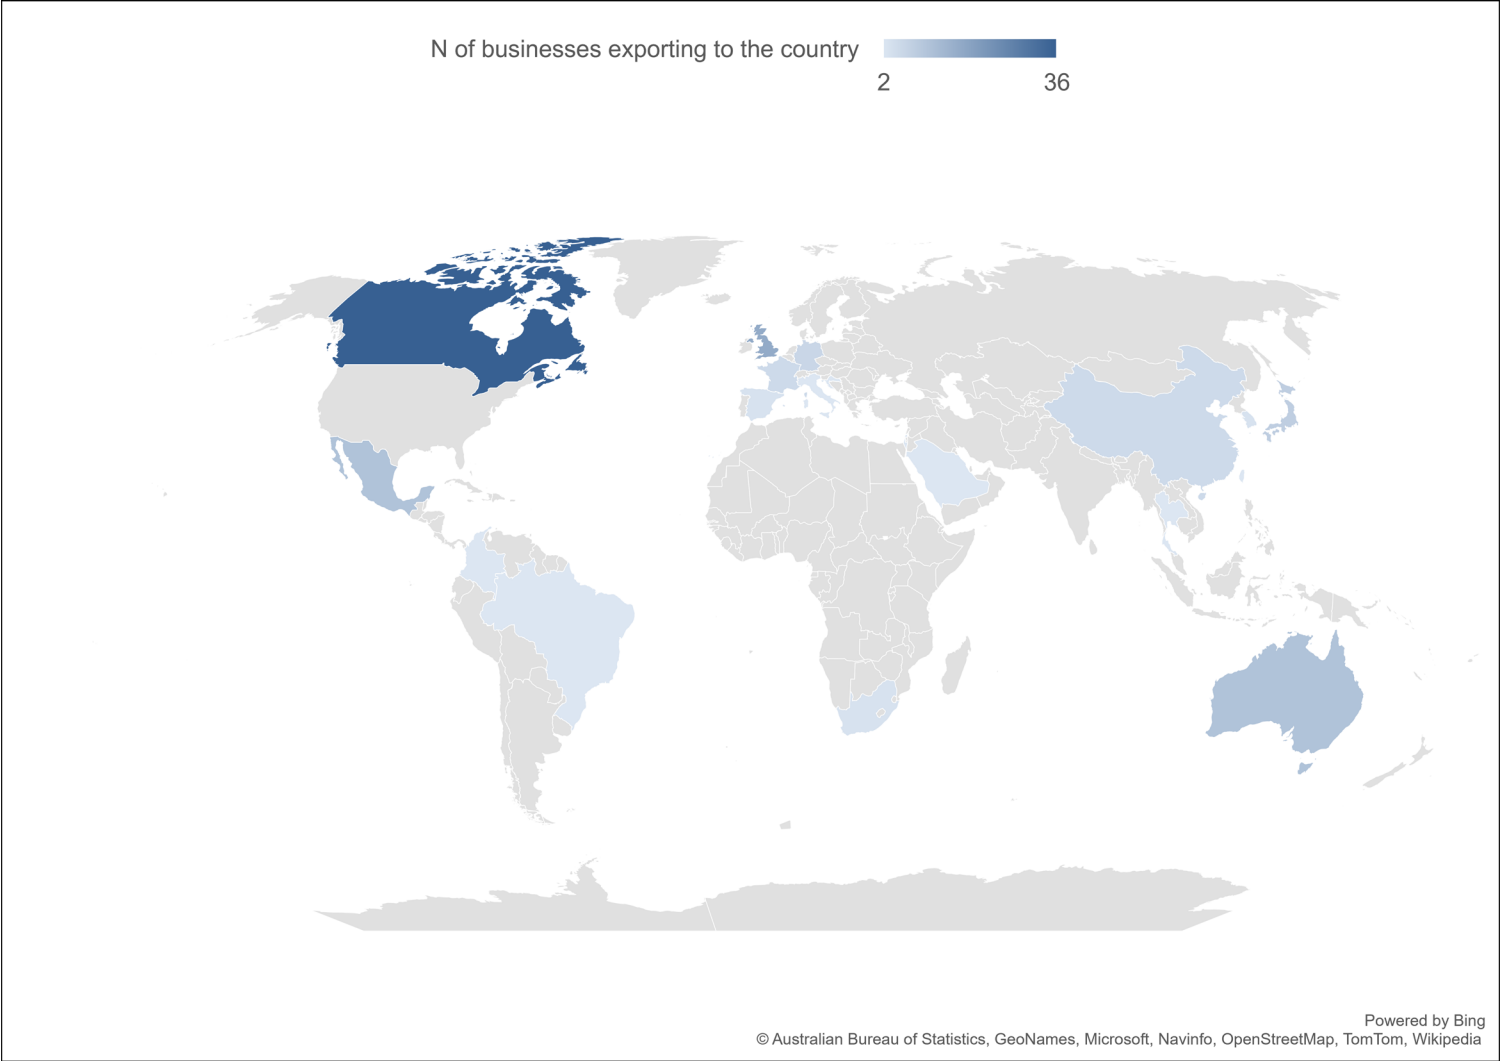 N of businesses exporting to the country
2 36
Powered by Bing
© Australian Bureau of Statistics, GeoNames, Microsoft, Navinfo, OpenStreetMap, TomTom, Wikipedia